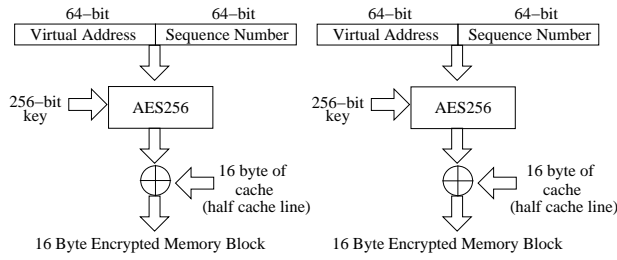 64−bit 64−bit
Virtual Address Sequence Number
256−bit
key
AES256
16 byte of
cache
(half cache line)
16 Byte Encrypted Memory Block
64−bit 64−bit
Virtual Address Sequence Number
256−bit
key
AES256
16 byte of
cache
(half cache line)
16 Byte Encrypted Memory Block